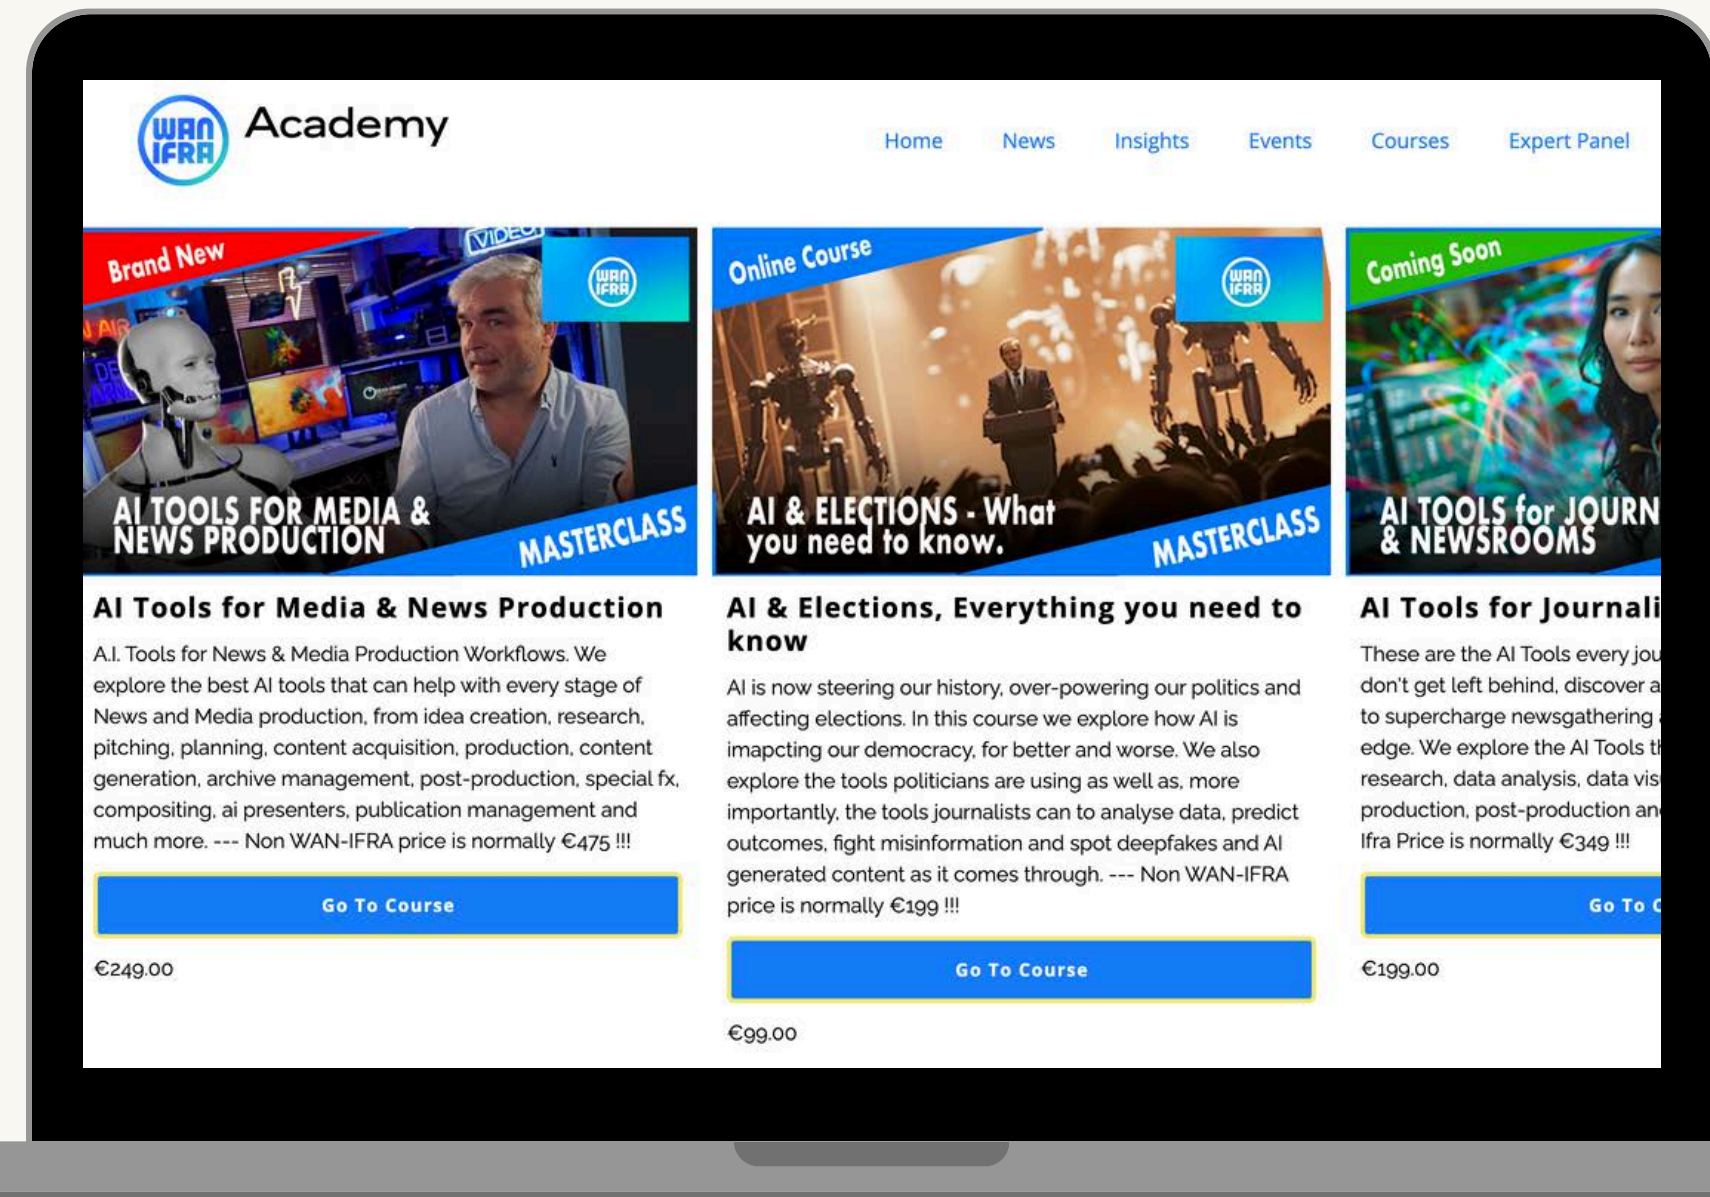 WAN IFRA
Academy
Home News Insights Events Courses Expert Panel
Brand New
VIDEO
WAN IFRA
AIR
AI TOOLS FOR MEDIA &
NEWS PRODUCTION
MASTERCLASS
AI Tools for Media & News Production
A.I. Tools for News & Media Production Workflows. We
explore the best AI tools that can help with every stage of
News and Media production, from idea creation, research,
pitching, planning, content acquisition, production, content
generation, archive management, post-production, special fx,
compositing, ai presenters, publication management and
much more. --- Non WAN-IFRA price is normally €475 !!!
Go To Course
€249.00
Online Course
WAN IFRA
AI & ELECTIONS - What
you need to know.
MASTERCLASS
AI & Elections, Everything you need to
know
AI is now steering our history, over-powering our politics and
affecting elections. In this course we explore how AI is
imapcting our democracy, for better and worse. We also
explore the tools politicians are using as well as, more
importantly, the tools journalists can to analyse data, predict
outcomes, fight misinformation and spot deepfakes and AI
generated content as it comes through. --- Non WAN-IFRA
price is normally €199 !!!
Go To Course
€99.00
Coming Soon
AI TOOLS for JOURN
& NEWSROOMS
AI Tools for Journali
These are the AI Tools every jou
don't get left behind, discover a
to supercharge newsgathering
edge. We explore the AI Tools th
research, data analysis, data vis
production, post-production an
Ifra Price is normally €349 !!!
Go To C
€199.00